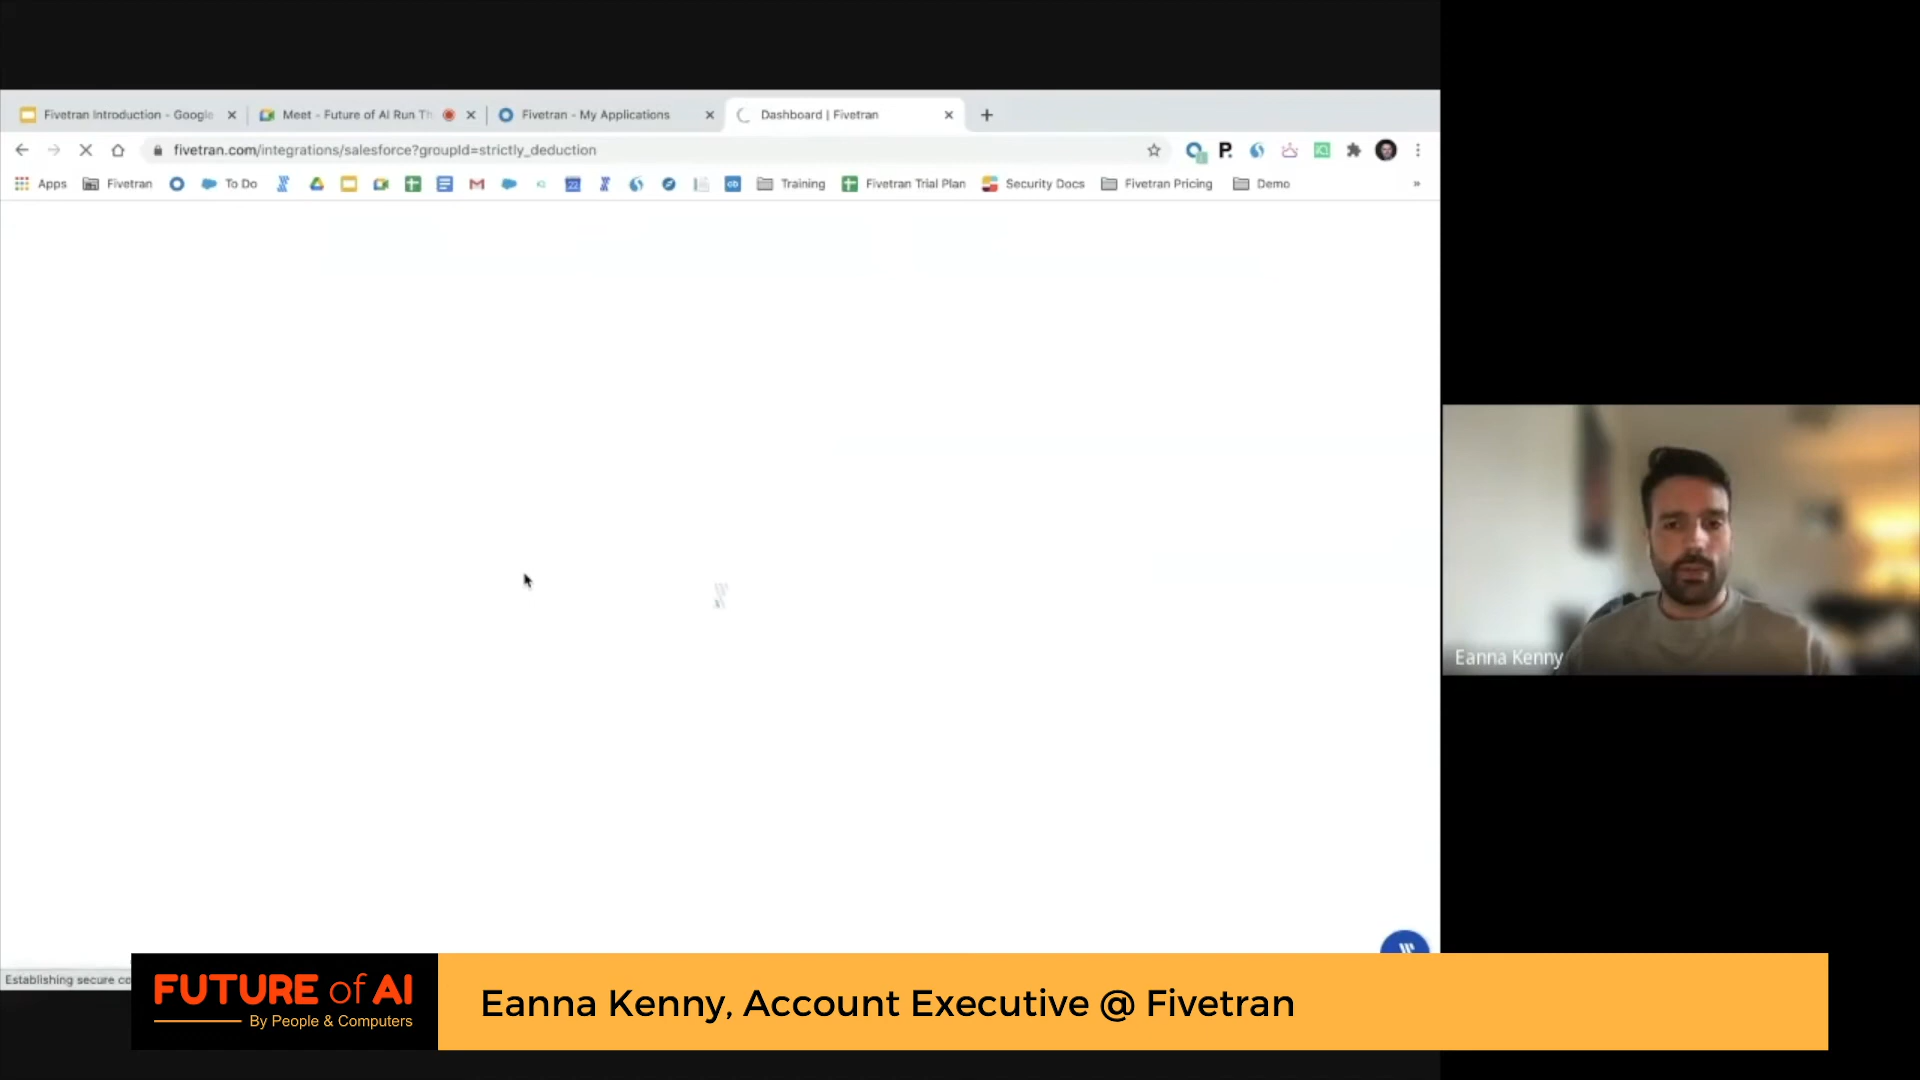 Fivetran Introduction - Google
Meet - Future of AI Run Th
Fivetran - My Applications
Dashboard | Fivetran
fivetran.com/integrations/salesforce?groupId=strictly_deduction
Apps
Fivetran
To Do
Training
Fivetran Trial Plan
Security Docs
Fivetran Pricing
Demo
Eanna Kenny
Establishing secure co
FUTURE of AI
By People & Computers
Eanna Kenny, Account Executive @ Fivetran